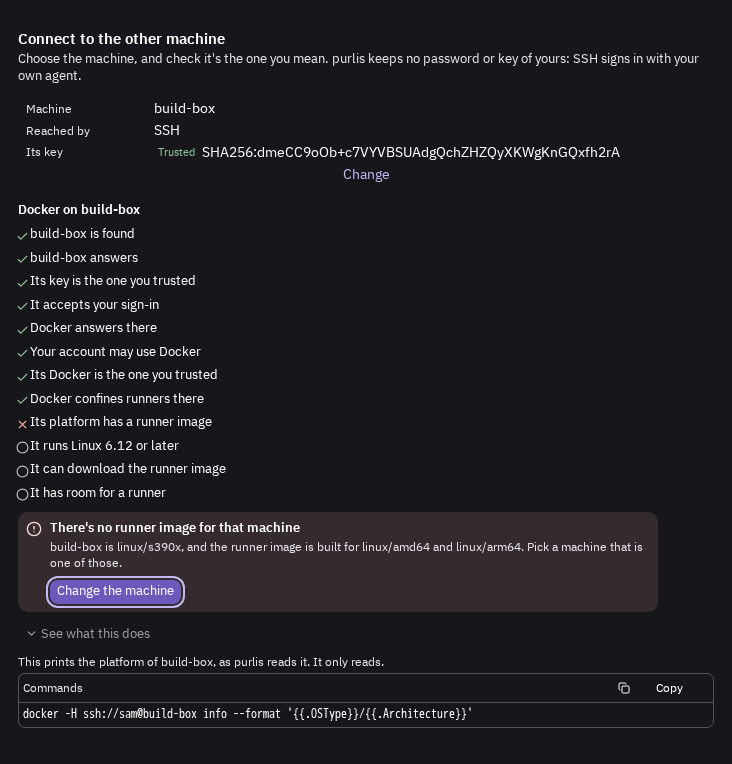 Connect to the other machine
Choose the machine, and check it's the one you mean. purlis keeps no password or key of yours: SSH signs in with your
own agent.
Machine build-box
Reached by SSH
Its key Trusted SHA256:dmeCC9oOb+c7VYVBSUAdgQchZHZQyXKWgKnGQxfh2rA
Change
Docker on build-box
build-box is found
build-box answers
Its key is the one you trusted
It accepts your sign-in
Docker answers there
Your account may use Docker
Its Docker is the one you trusted
Docker confines runners there
Its platform has a runner image
It runs Linux 6.12 or later
It can download the runner image
It has room for a runner
There's no runner image for that machine
build-box is linux/s390x, and the runner image is built for linux/amd64 and linux/arm64. Pick a machine that is
one of those.
Change the machine
See what this does
This prints the platform of build-box, as purlis reads it. It only reads.
Commands Copy
docker -H ssh://sam@build-box info --format '{{.OSType}}/{{.Architecture}}'